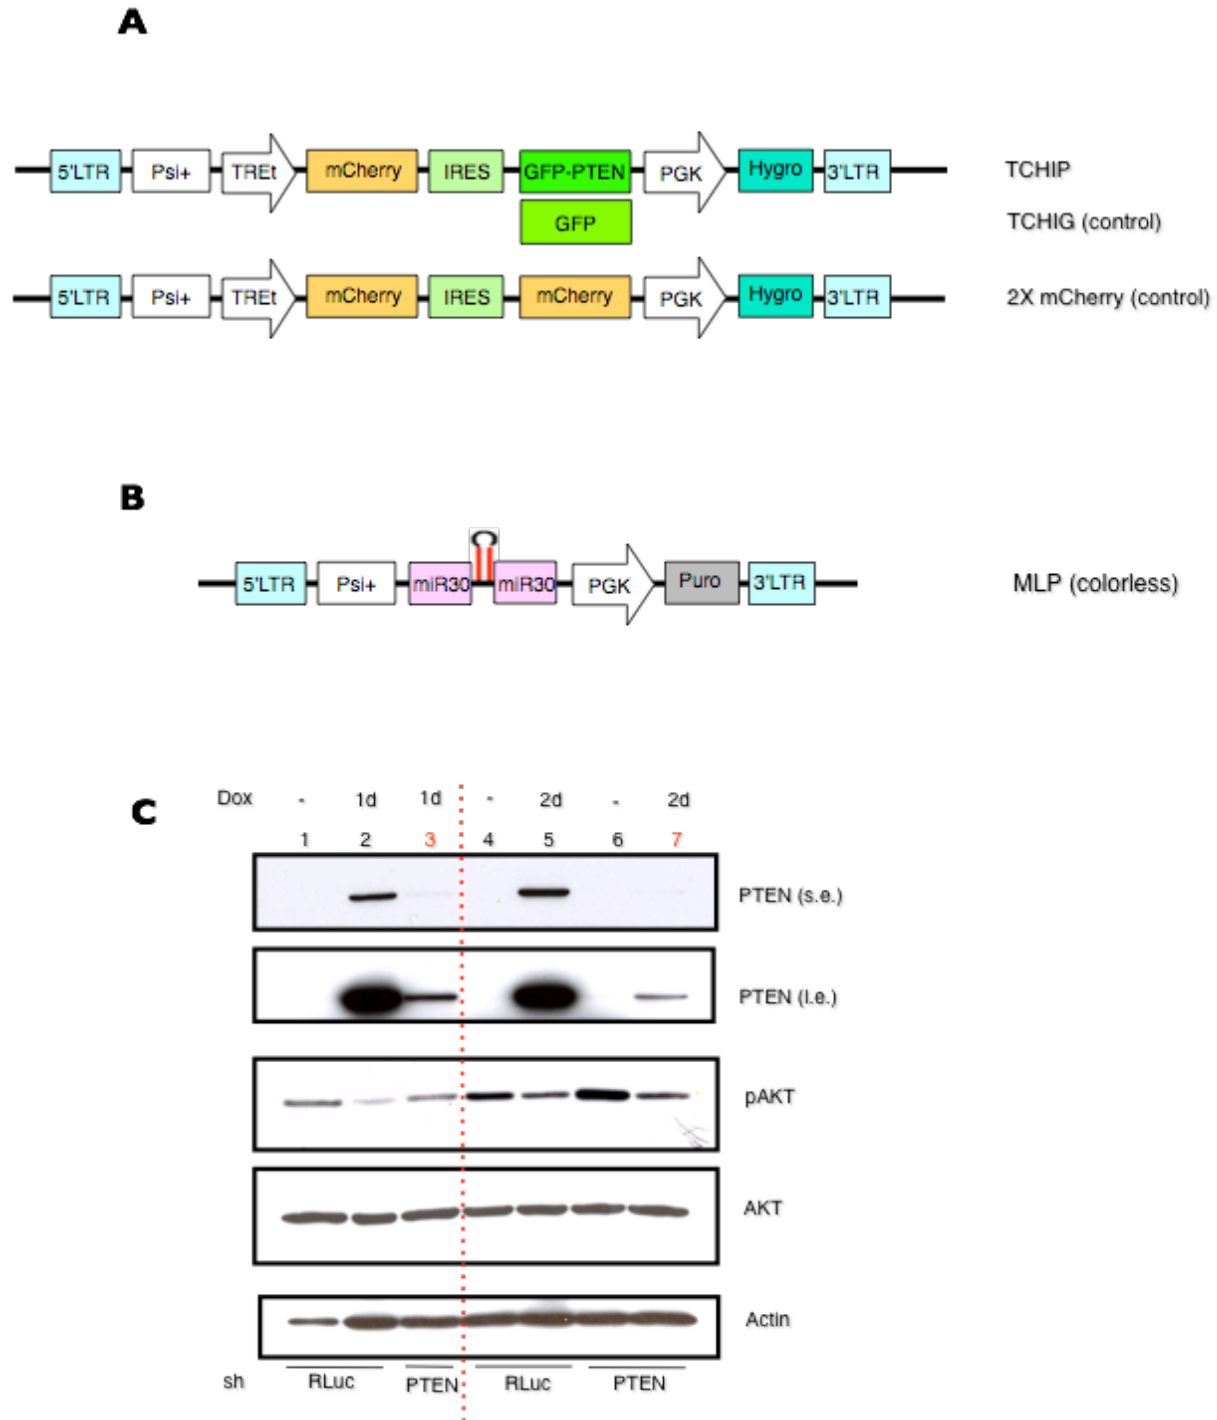 A
5'LTR Psi+ TREt mCherry IRES GFP-PTEN PGK Hygro 3'LTR TCHIP
GFP TCHIG (control)
5'LTR Psi+ TREt mCherry IRES mCherry PGK Hygro 3'LTR 2X mCherry (control)
B
5'LTR Psi+ miR30 miR30 PGK Puro 3'LTR MLP (colorless)
C
Dox - 1d 1d - 2d - 2d
1 2 3 4 5 6 7
PTEN (s.e.)
PTEN (l.e.)
pAKT
AKT
Actin
sh RLuc PTEN RLuc PTEN